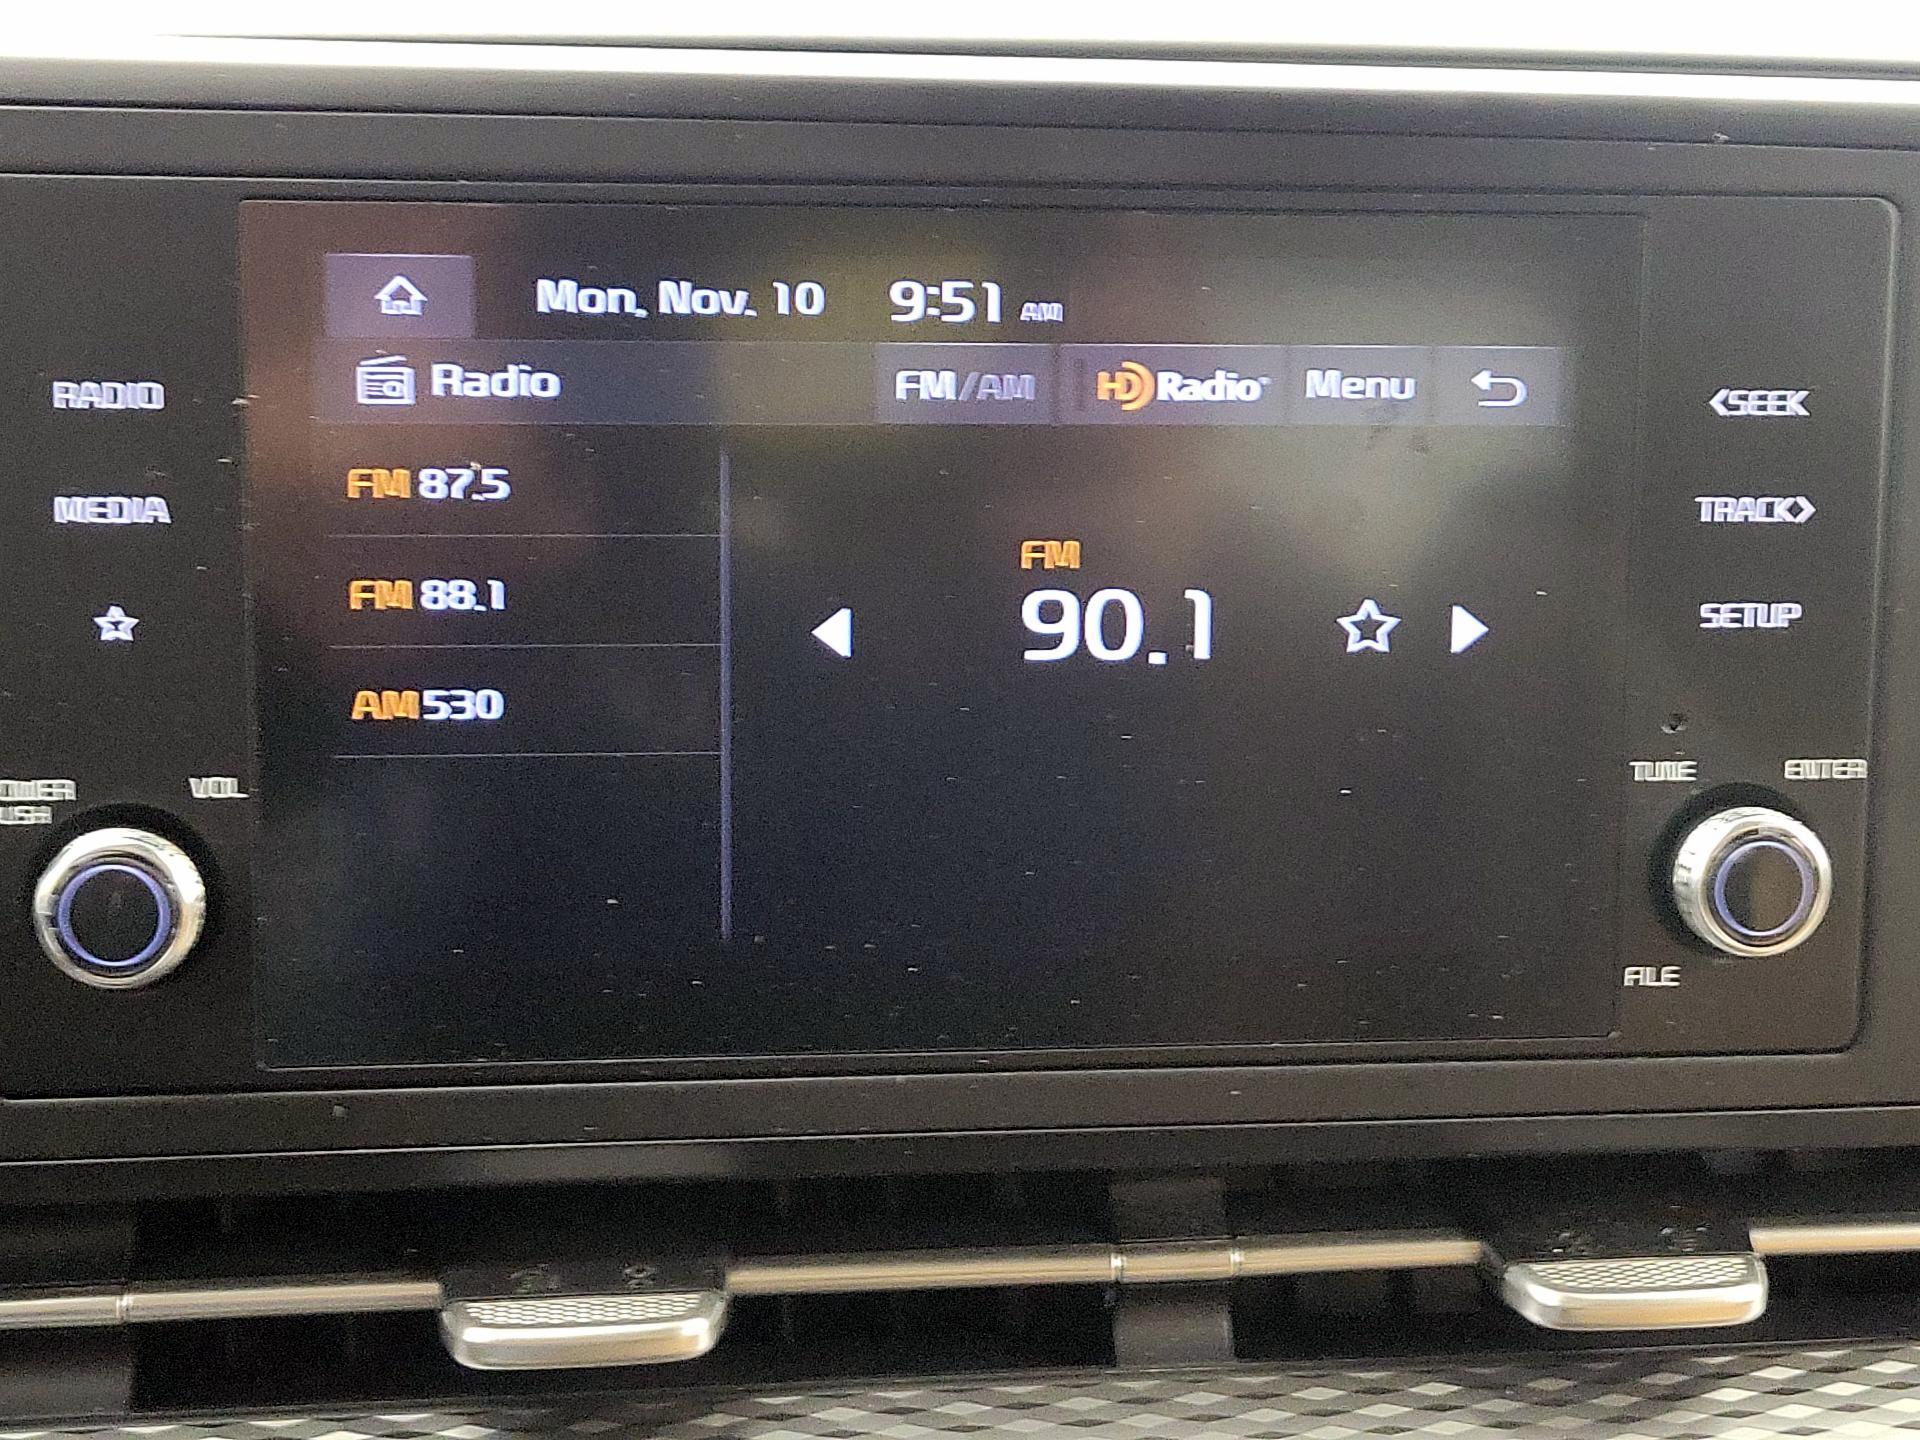 Mon, Nov. 10 9:51 AM
Radio FM/AM HD Radio Menu
RADIO
MEDIA
<SEEK
TRACK>
SETUP
FM 87.5
FM 88.1
AM 530
FM
90.1
VOL
TUNE ENTER
FILE